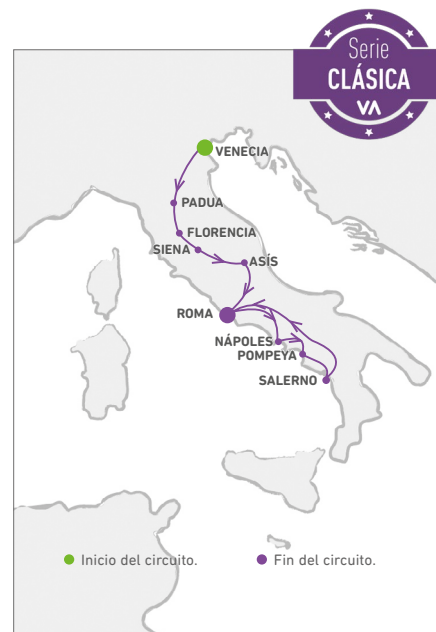 Serie
CLÁSICA
VA
VENECIA
PADUA
FLORENCIA
SIENA
ASÍS
ROMA
NÁPOLES
POMPEYA
SALERNO
Inicio del circuito.
Fin del circuito.